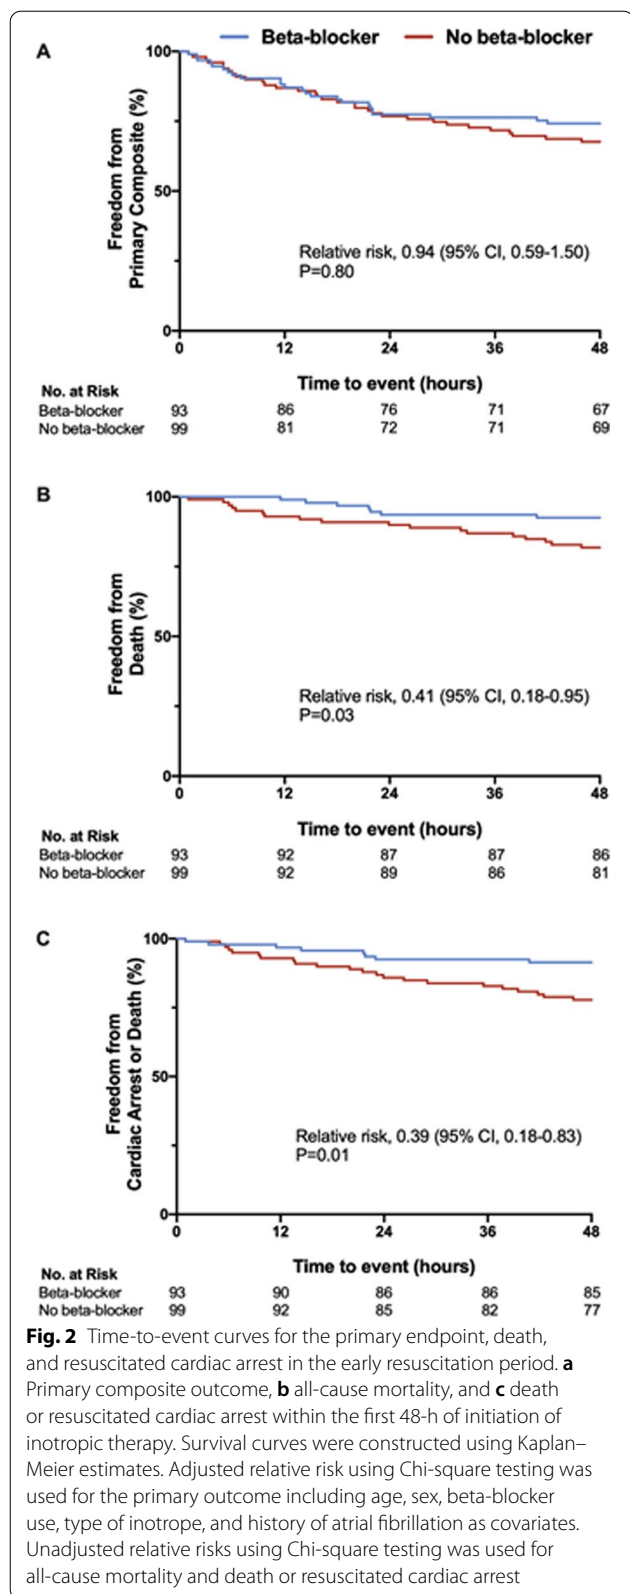 Beta-blocker No beta-blocker
A
100
50
0
Freedom from
Primary Composite (%)
Relative risk, 0.94 (95% CI, 0.59-1.50)
P=0.80
0 12 24 36 48
Time to event (hours)
No. at Risk
Beta-blocker 93 86 76 71 67
No beta-blocker 99 81 72 71 69
B
100
50
0
Freedom from
Death (%)
Relative risk, 0.41 (95% CI, 0.18-0.95)
P=0.03
0 12 24 36 48
Time to event (hours)
No. at Risk
Beta-blocker 93 92 87 87 86
No beta-blocker 99 92 89 86 81
C
100
50
0
Freedom from
Cardiac Arrest or Death (%)
Relative risk, 0.39 (95% CI, 0.18-0.83)
P=0.01
0 12 24 36 48
Time to event (hours)
No. at Risk
Beta-blocker 93 90 86 86 85
No beta-blocker 99 92 85 82 77
Fig. 2 Time-to-event curves for the primary endpoint, death,
and resuscitated cardiac arrest in the early resuscitation period. a
Primary composite outcome, b all-cause mortality, and c death
or resuscitated cardiac arrest within the first 48-h of initiation of
inotropic therapy. Survival curves were constructed using Kaplan–
Meier estimates. Adjusted relative risk using Chi-square testing was
used for the primary outcome including age, sex, beta-blocker
use, type of inotrope, and history of atrial fibrillation as covariates.
Unadjusted relative risks using Chi-square testing was used for
all-cause mortality and death or resuscitated cardiac arrest